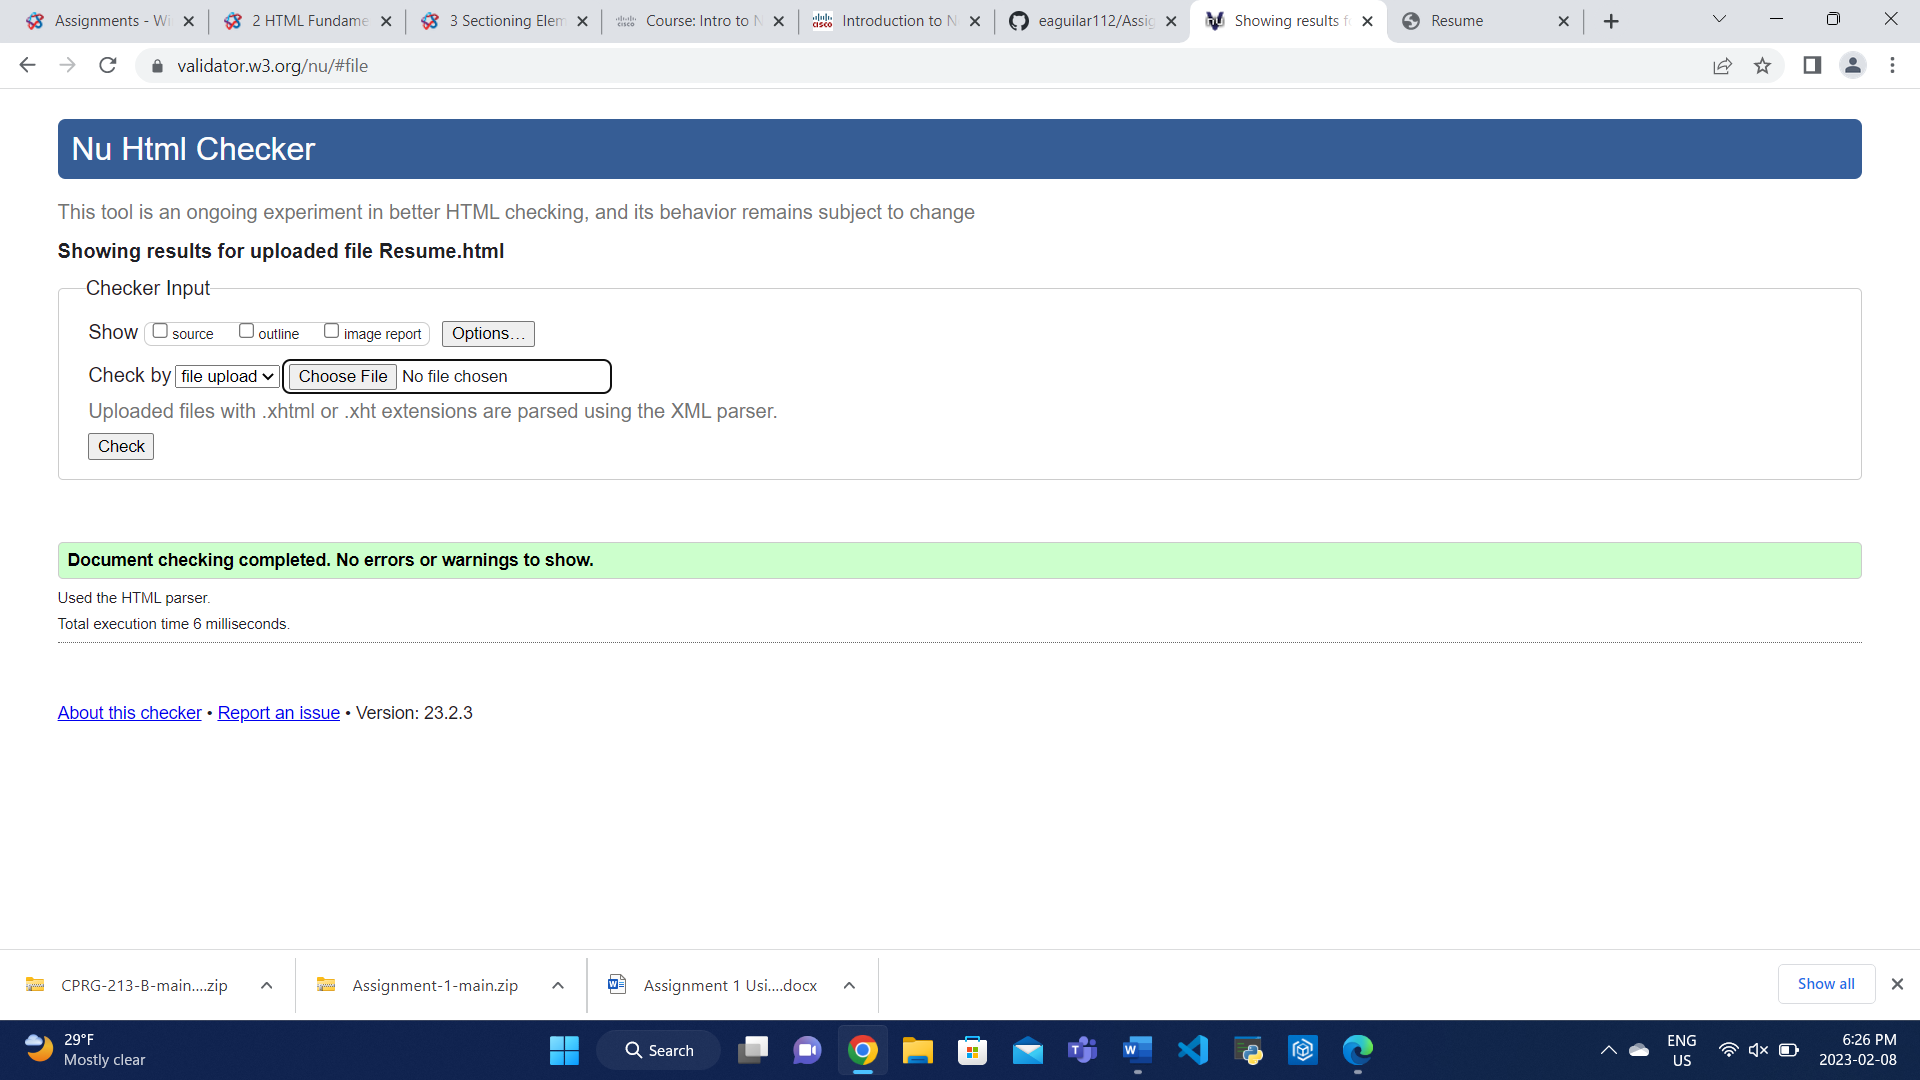 Assignments - Wi
2 HTML Fundame
3 Sectioning Elem
Course: Intro to N
Introduction to N
eaguilar112/Assig
Showing results f
Resume
validator.w3.org/nu/#file
Nu Html Checker
This tool is an ongoing experiment in better HTML checking, and its behavior remains subject to change
Showing results for uploaded file Resume.html
Checker Input
Show source outline image report Options...
Check by file upload Choose File No file chosen
Uploaded files with .xhtml or .xht extensions are parsed using the XML parser.
Check
Document checking completed. No errors or warnings to show.
Used the HTML parser.
Total execution time 6 milliseconds.
About this checker • Report an issue • Version: 23.2.3
CPRG-213-B-main....zip
Assignment-1-main.zip
Assignment 1 Usi....docx
Show all
29°F
Mostly clear
Search
ENG
US
6:26 PM
2023-02-08